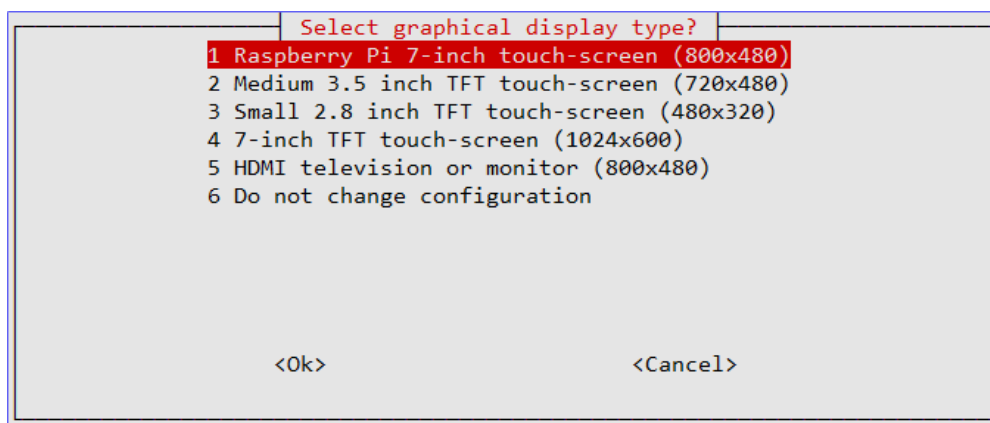 Select graphical display type?
1 Raspberry Pi 7-inch touch-screen (800x480)
2 Medium 3.5 inch TFT touch-screen (720x480)
3 Small 2.8 inch TFT touch-screen (480x320)
4 7-inch TFT touch-screen (1024x600)
5 HDMI television or monitor (800x480)
6 Do not change configuration
<Ok> <Cancel>